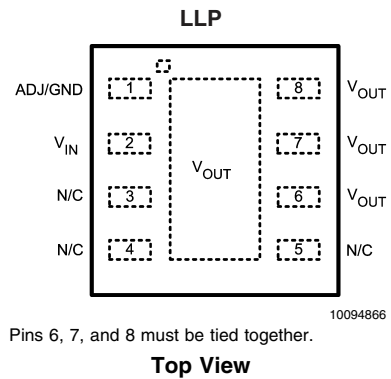 LLP
ADJ/GND 1 8 VOUT
VIN 2 7 VOUT
VOUT
N/C 3 6 VOUT
N/C 4 5 N/C
10094866
Pins 6, 7, and 8 must be tied together.
Top View